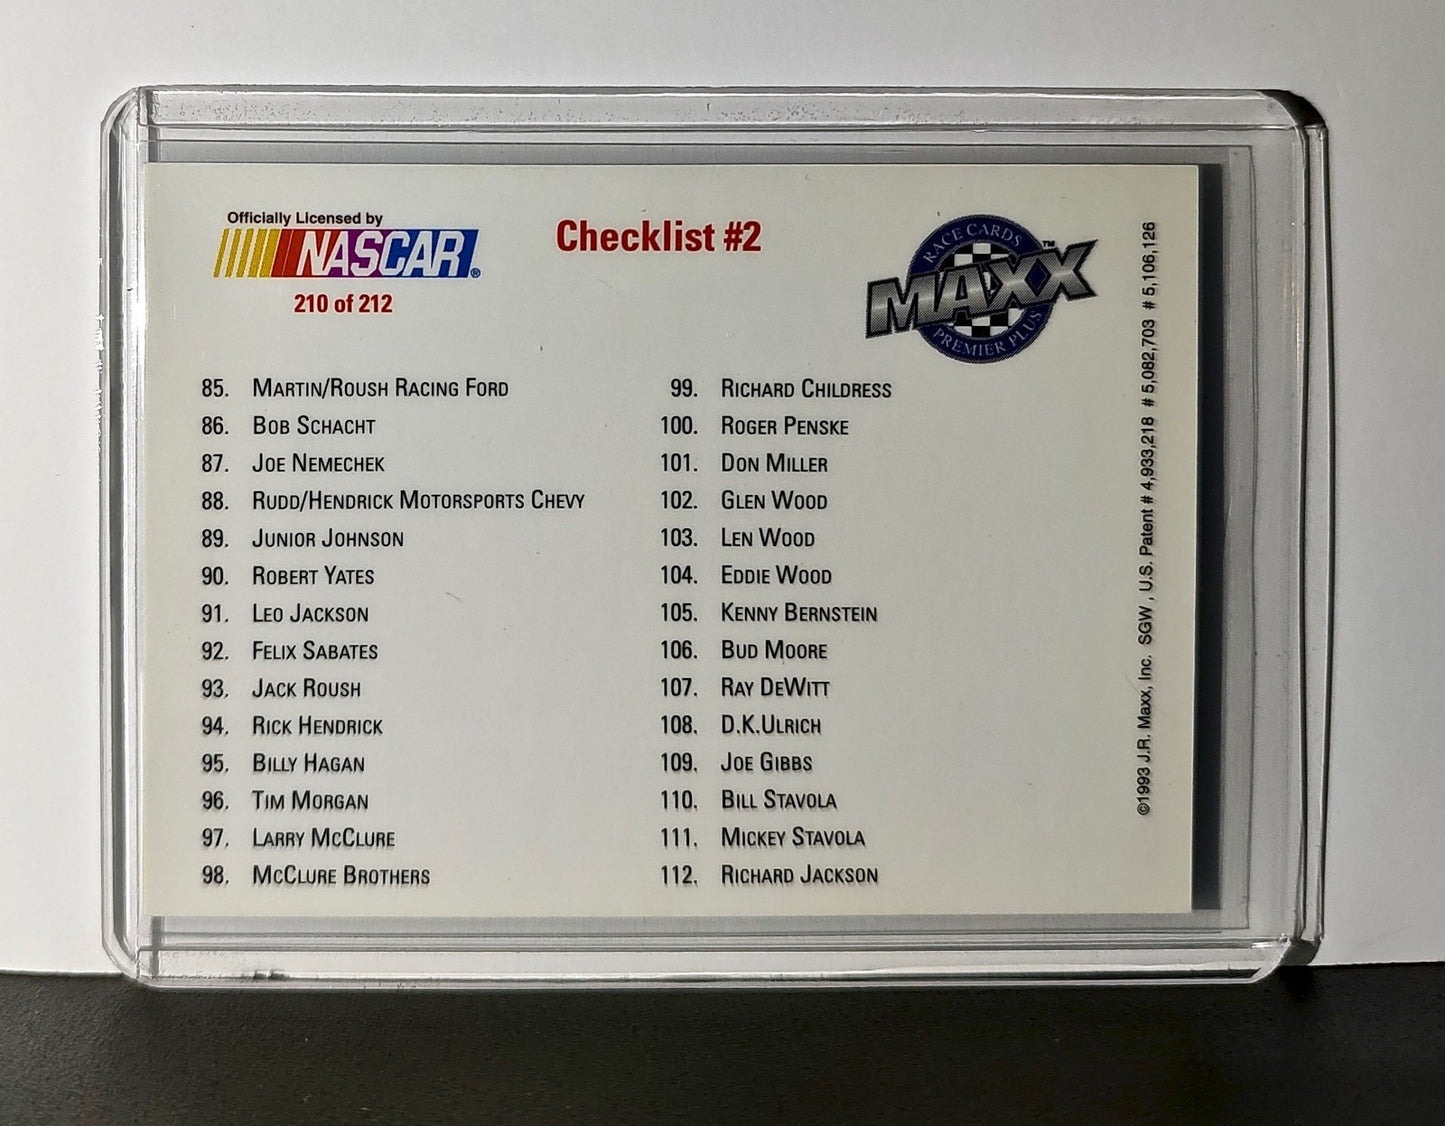 Officially Licensed by
NASCAR®
210 of 212
Checklist #2
RACE CARDS
MAXX™
PREMIER PLUS
85. MARTIN/ROUSH RACING FORD
86. BOB SCHACHT
87. JOE NEMECHEK
88. RUDD/HENDRICK MOTORSPORTS CHEVY
89. JUNIOR JOHNSON
90. ROBERT YATES
91. LEO JACKSON
92. FELIX SABATES
93. JACK ROUSH
94. RICK HENDRICK
95. BILLY HAGAN
96. TIM MORGAN
97. LARRY MCCLURE
98. MCCLURE BROTHERS
99. RICHARD CHILDRESS
100. ROGER PENSKE
101. DON MILLER
102. GLEN WOOD
103. LEN WOOD
104. EDDIE WOOD
105. KENNY BERNSTEIN
106. BUD MOORE
107. RAY DEWITT
108. D.K.ULRICH
109. JOE GIBBS
110. BILL STAVOLA
111. MICKEY STAVOLA
112. RICHARD JACKSON
©1993 J.R. Maxx, Inc. SGW , U.S. Patent # 4,933,218 # 5,082,703 # 5,106,126